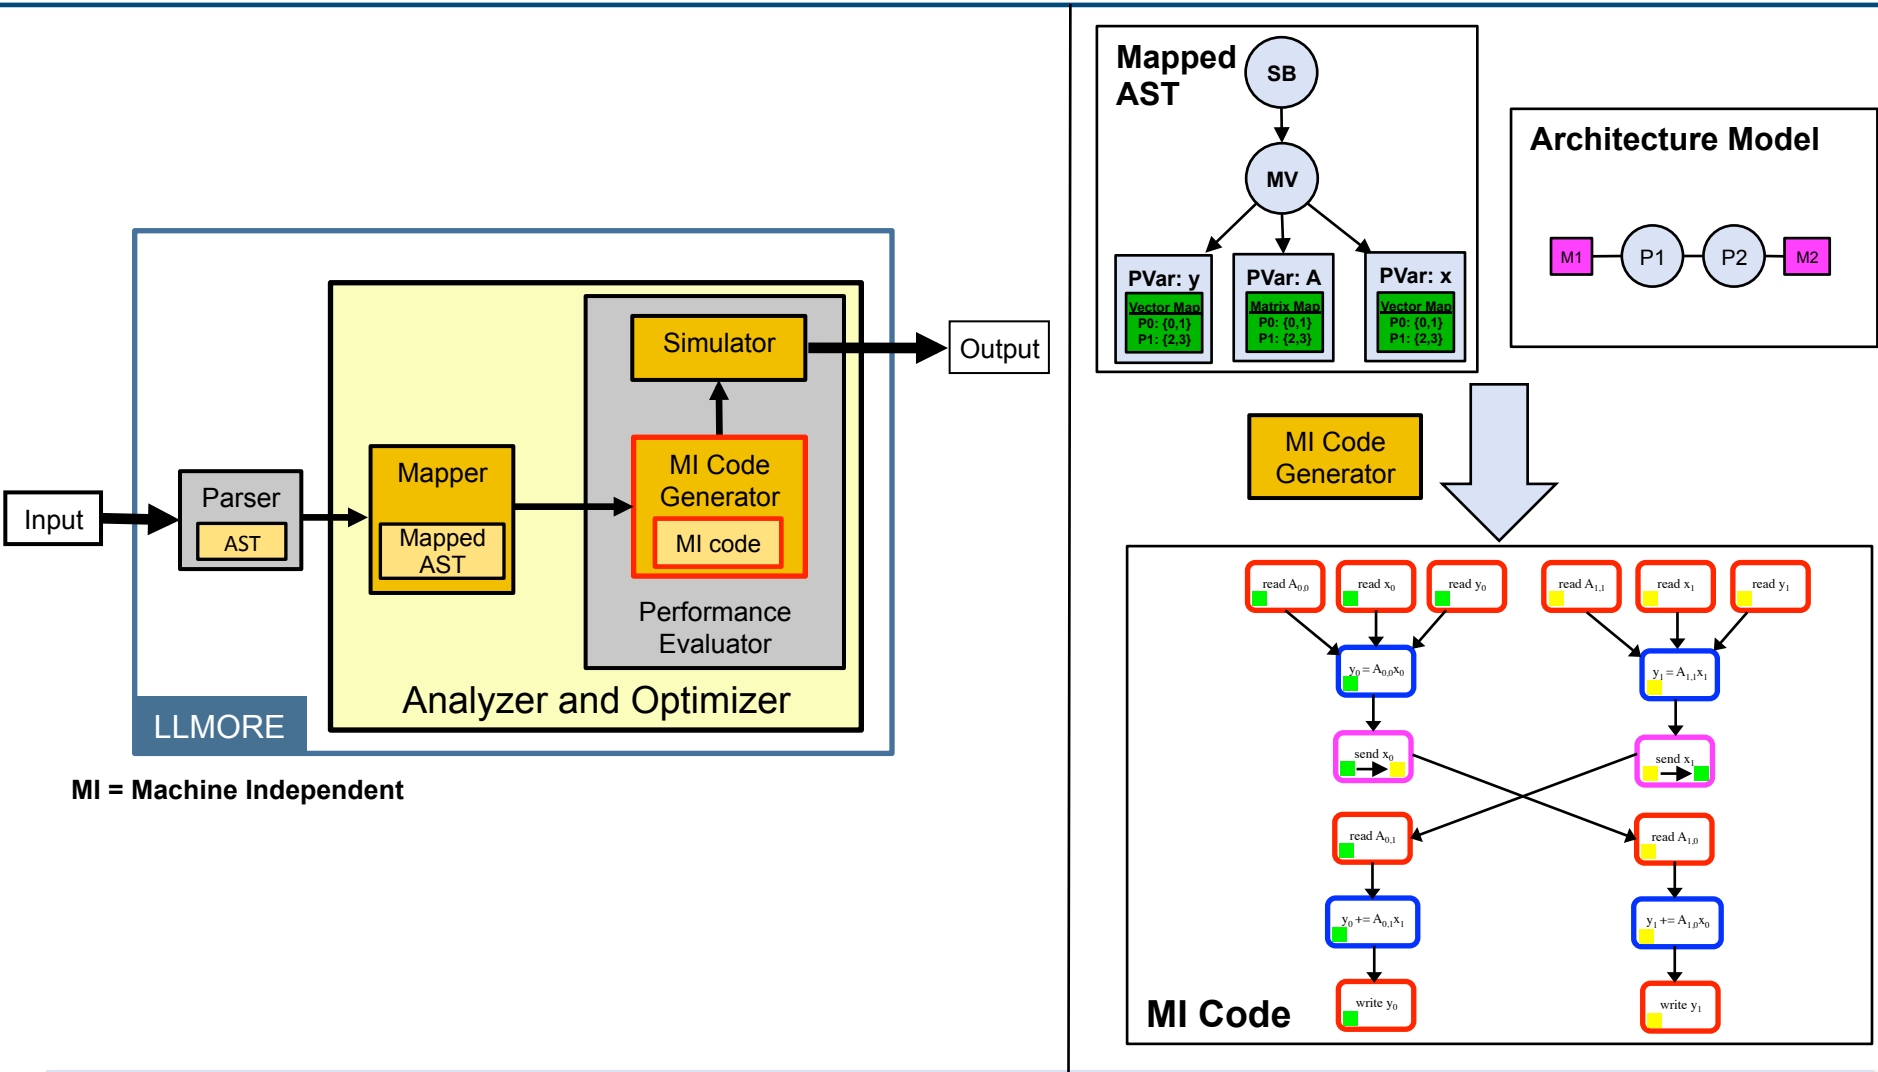 Input
Parser
AST
Mapper
Mapped
AST
Simulator
MI Code
Generator
MI code
Performance
Evaluator
Analyzer and Optimizer
LLMORE
Output
MI = Machine Independent
Mapped
AST
SB
MV
PVar: y
Vector Map
P0: {0,1}
P1: {2,3}
PVar: A
Matrix Map
P0: {0,1}
P1: {2,3}
PVar: x
Vector Map
P0: {0,1}
P1: {2,3}
Architecture Model
M1
P1
P2
M2
MI Code
Generator
read A0,0
read x0
read y0
read A1,1
read x1
read y1
y0 = A0,0x0
y1 = A1,1x1
send x0
send x1
read A0,1
read A1,0
y0 += A0,1x1
y1 += A1,0x0
write y0
write y1
MI Code